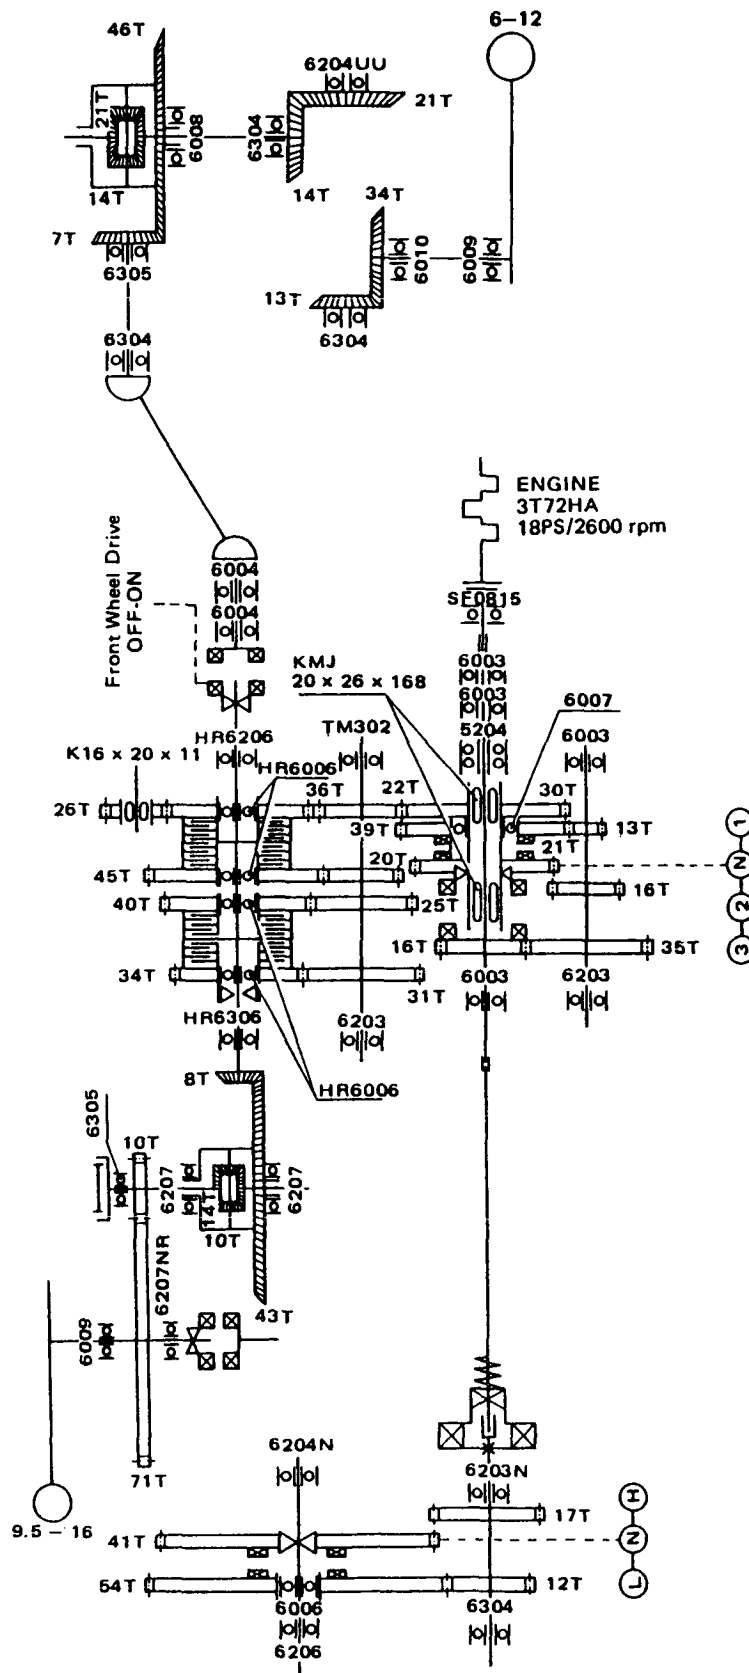 46T
6-12
6204UU
21T
21T
6008
6304
14T
14T
34T
7T
6305
6010
6009
13T
6304
6304
ENGINE
3T72HA
18PS/2600 rpm
Front Wheel Drive
OFF-ON
6004
6004
SF0815
KMJ
20 x 26 x 168
6003
6003
5204
6007
6003
HR6206
TM302
K16 x 20 x 11
HR6006
26T
36T
22T
30T
39T
13T
1
20T
21T
N
45T
16T
2
40T
25T
3
16T
35T
34T
31T
6003
6203
HR6306
6203
8T
HR6006
6305
10T
6207
14T
6207
10T
6207NR
43T
6009
71T
9.5 - 16
6204N
6203N
17T
H
41T
N
54T
12T
L
6006
6304
6206